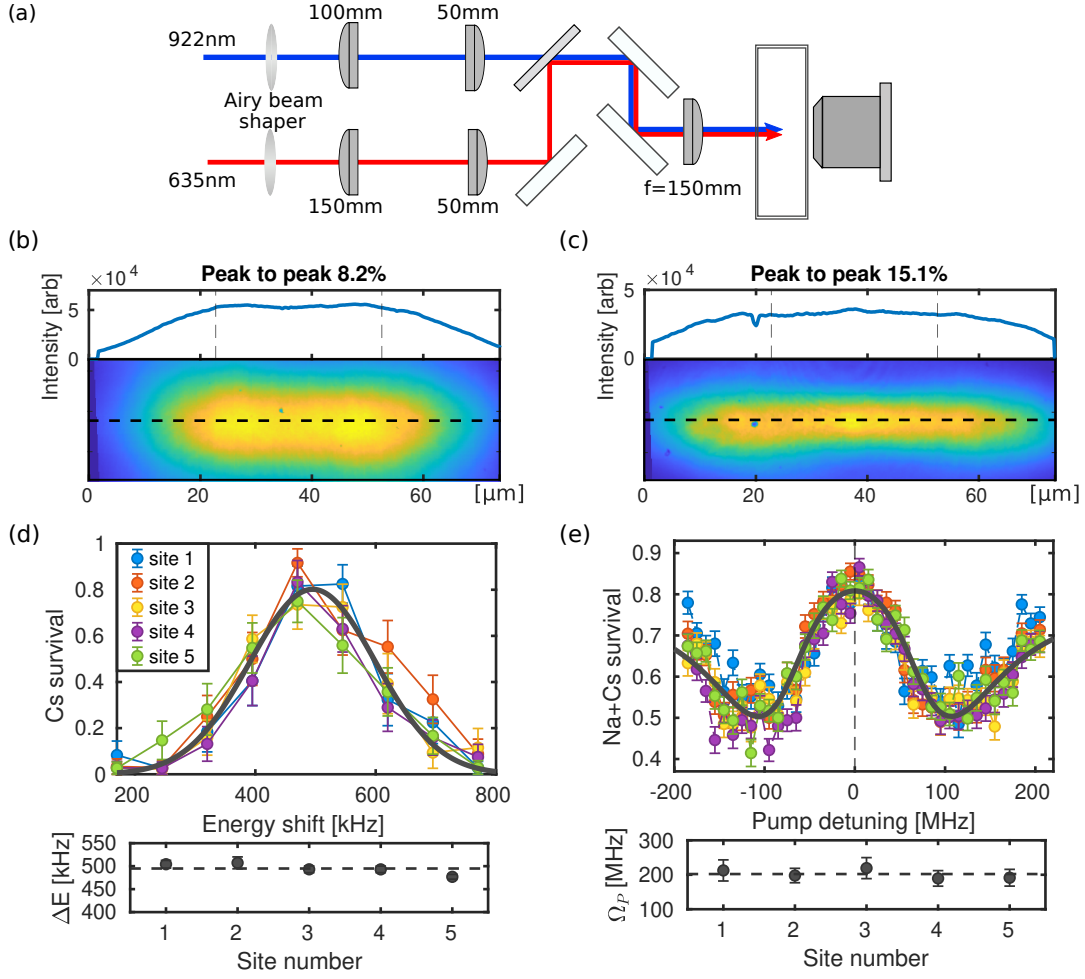 (a)
100mm
50mm
922nm
Airy beam
shaper
635nm
150mm
50mm
f=150mm
(b)
Peak to peak 8.2%
× 10⁴
Intensity [arb]
5
0
0
20
40
60
[μm]
(c)
Peak to peak 15.1%
× 10⁴
Intensity [arb]
5
0
0
20
40
60
[μm]
(d)
Cs survival
1
0.8
0.6
0.4
0.2
0
site 1
site 2
site 3
site 4
site 5
200
400
600
800
Energy shift [kHz]
ΔE [kHz]
550
500
450
400
1
2
3
4
5
Site number
(e)
Na+Cs survival
0.9
0.8
0.7
0.6
0.5
0.4
-200
-100
0
100
200
Pump detuning [MHz]
Ω_P [MHz]
300
200
100
1
2
3
4
5
Site number